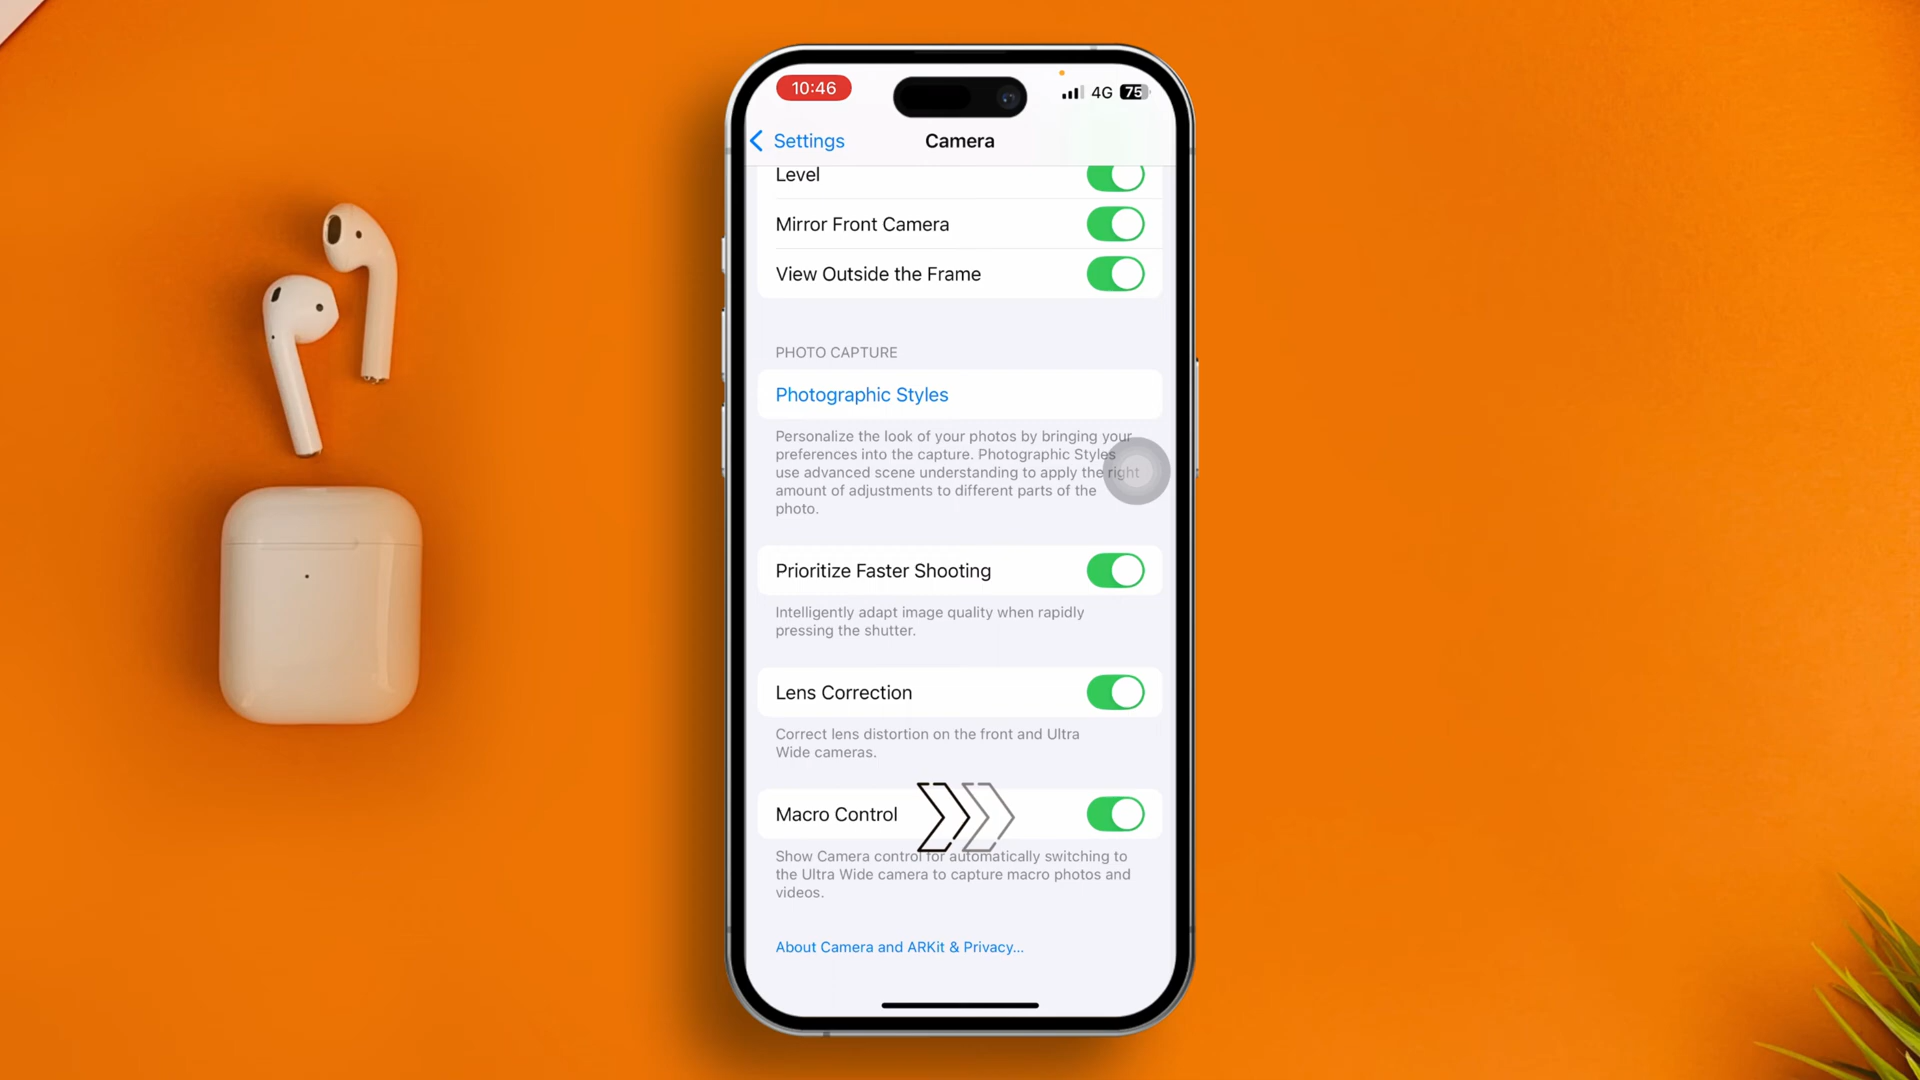 10:46
4G 75
Settings
Camera
Level
Mirror Front Camera
View Outside the Frame
PHOTO CAPTURE
Photographic Styles
Personalize the look of your photos by bringing your
preferences into the capture. Photographic Styles
use advanced scene understanding to apply the right
amount of adjustments to different parts of the
photo.
Prioritize Faster Shooting
Intelligently adapt image quality when rapidly
pressing the shutter.
Lens Correction
Correct lens distortion on the front and Ultra
Wide cameras.
Macro Control
Show Camera control for automatically switching to
the Ultra Wide camera to capture macro photos and
videos.
About Camera and ARKit & Privacy...